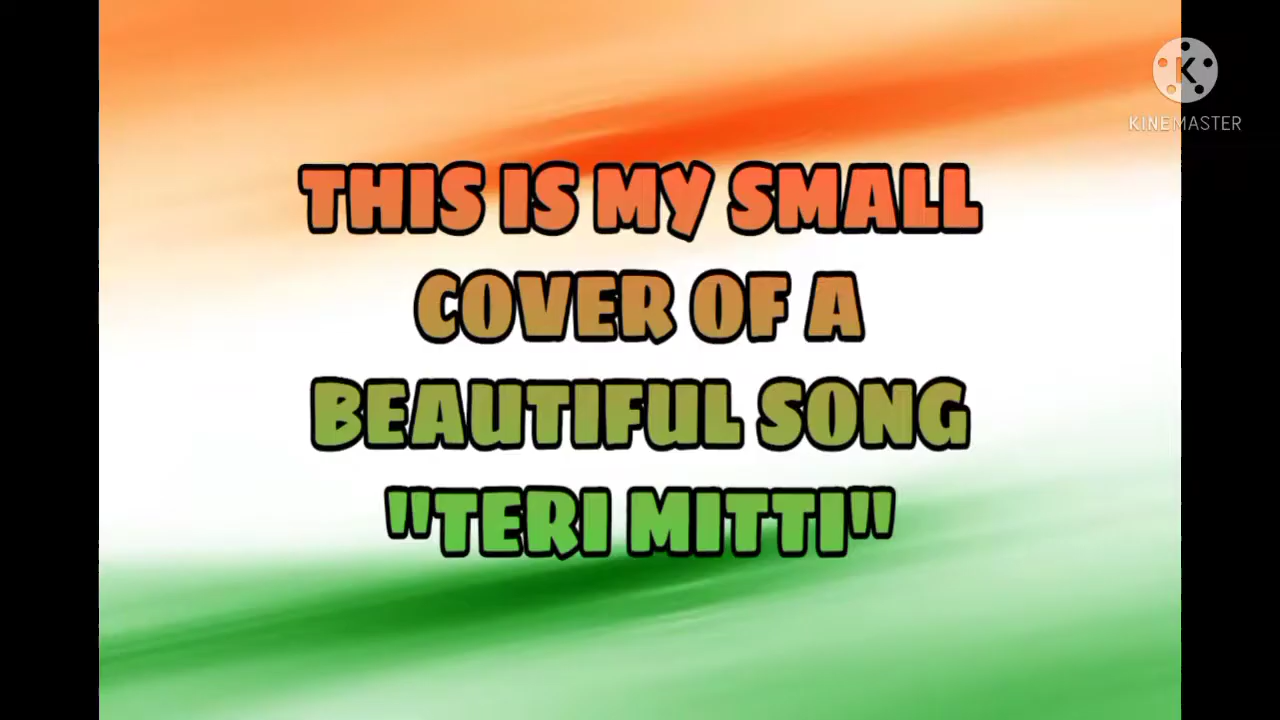 K
KINEMASTER
THIS IS MY SMALL
COVER OF A
BEAUTIFUL SONG
"TERI MITTI"